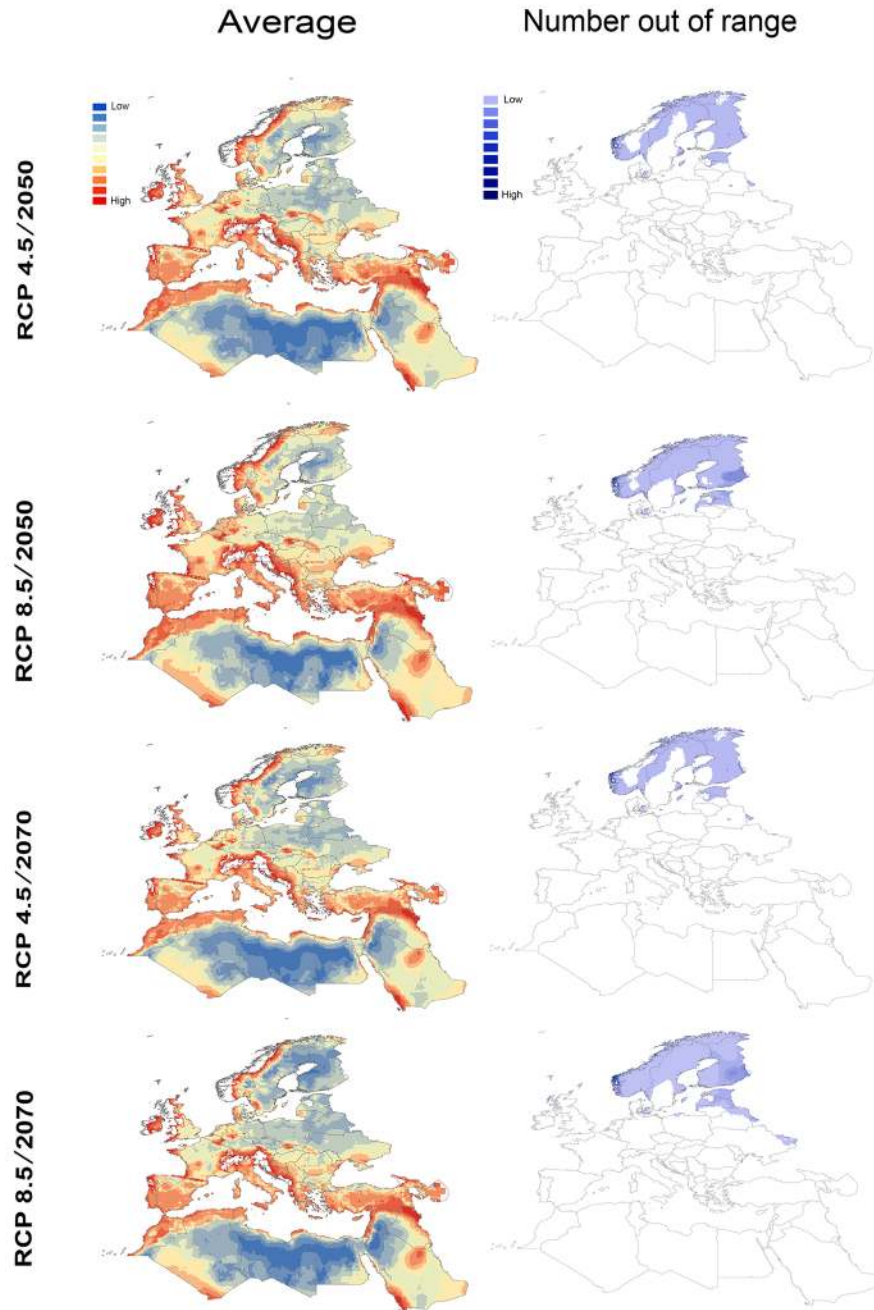 Average
Number out of range
RCP 4.5/2050
Low
High
Low
High
RCP 8.5/2050
RCP 4.5/2070
RCP 8.5/2070